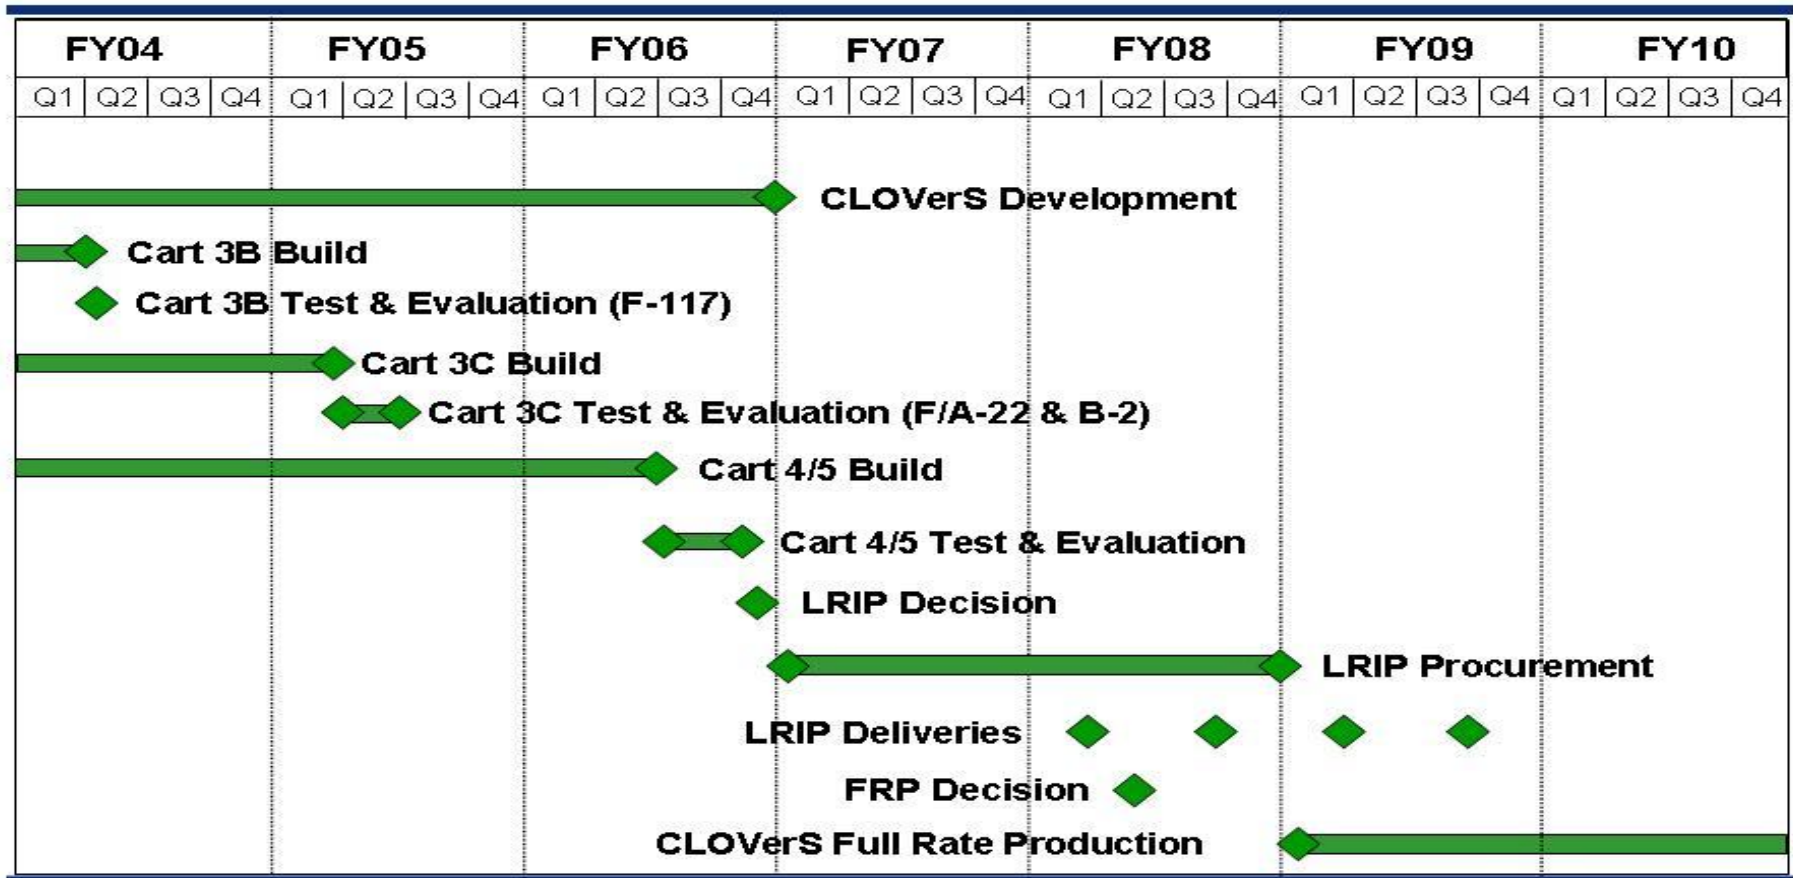 FY04 FY05 FY06 FY07 FY08 FY09 FY10
Q1 Q2 Q3 Q4 Q1 Q2 Q3 Q4 Q1 Q2 Q3 Q4 Q1 Q2 Q3 Q4 Q1 Q2 Q3 Q4 Q1 Q2 Q3 Q4 Q1 Q2 Q3 Q4
CLOVerS Development
Cart 3B Build
Cart 3B Test & Evaluation (F-117)
Cart 3C Build
Cart 3C Test & Evaluation (F/A-22 & B-2)
Cart 4/5 Build
Cart 4/5 Test & Evaluation
LRIP Decision
LRIP Procurement
LRIP Deliveries
FRP Decision
CLOVerS Full Rate Production